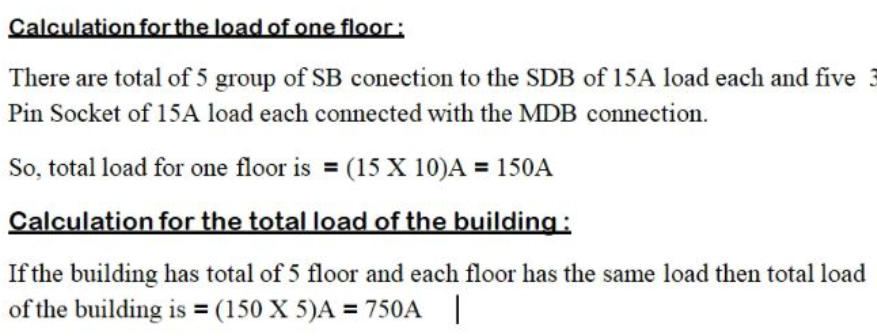 Calculation for the load of one floor :
There are total of 5 group of SB conection to the SDB of 15A load each and five 3
Pin Socket of 15A load each connected with the MDB connection.
So, total load for one floor is = (15 X 10)A = 150A
Calculation for the total load of the building :
If the building has total of 5 floor and each floor has the same load then total load
of the building is = (150 X 5)A = 750A